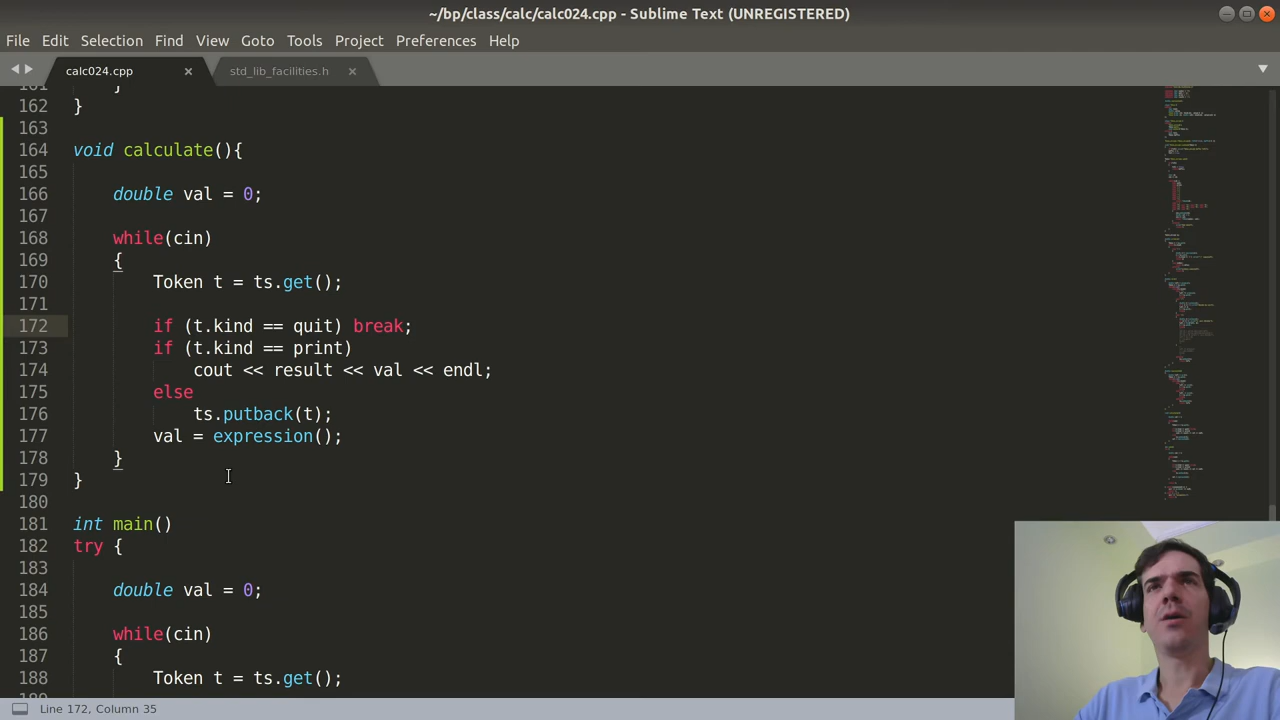 ~/bp/class/calc/calc024.cpp - Sublime Text (UNREGISTERED)
File Edit Selection Find View Goto Tools Project Preferences Help
calc024.cpp std_lib_facilities.h
161 }
162 }
163
164 void calculate(){
165
166 double val = 0;
167
168 while(cin)
169 {
170 Token t = ts.get();
171
172 if (t.kind == quit) break;
173 if (t.kind == print)
174 cout << result << val << endl;
175 else
176 ts.putback(t);
177 val = expression();
178 }
179 }
180
181 int main()
182 try {
183
184 double val = 0;
185
186 while(cin)
187 {
188 Token t = ts.get();
Line 172, Column 35